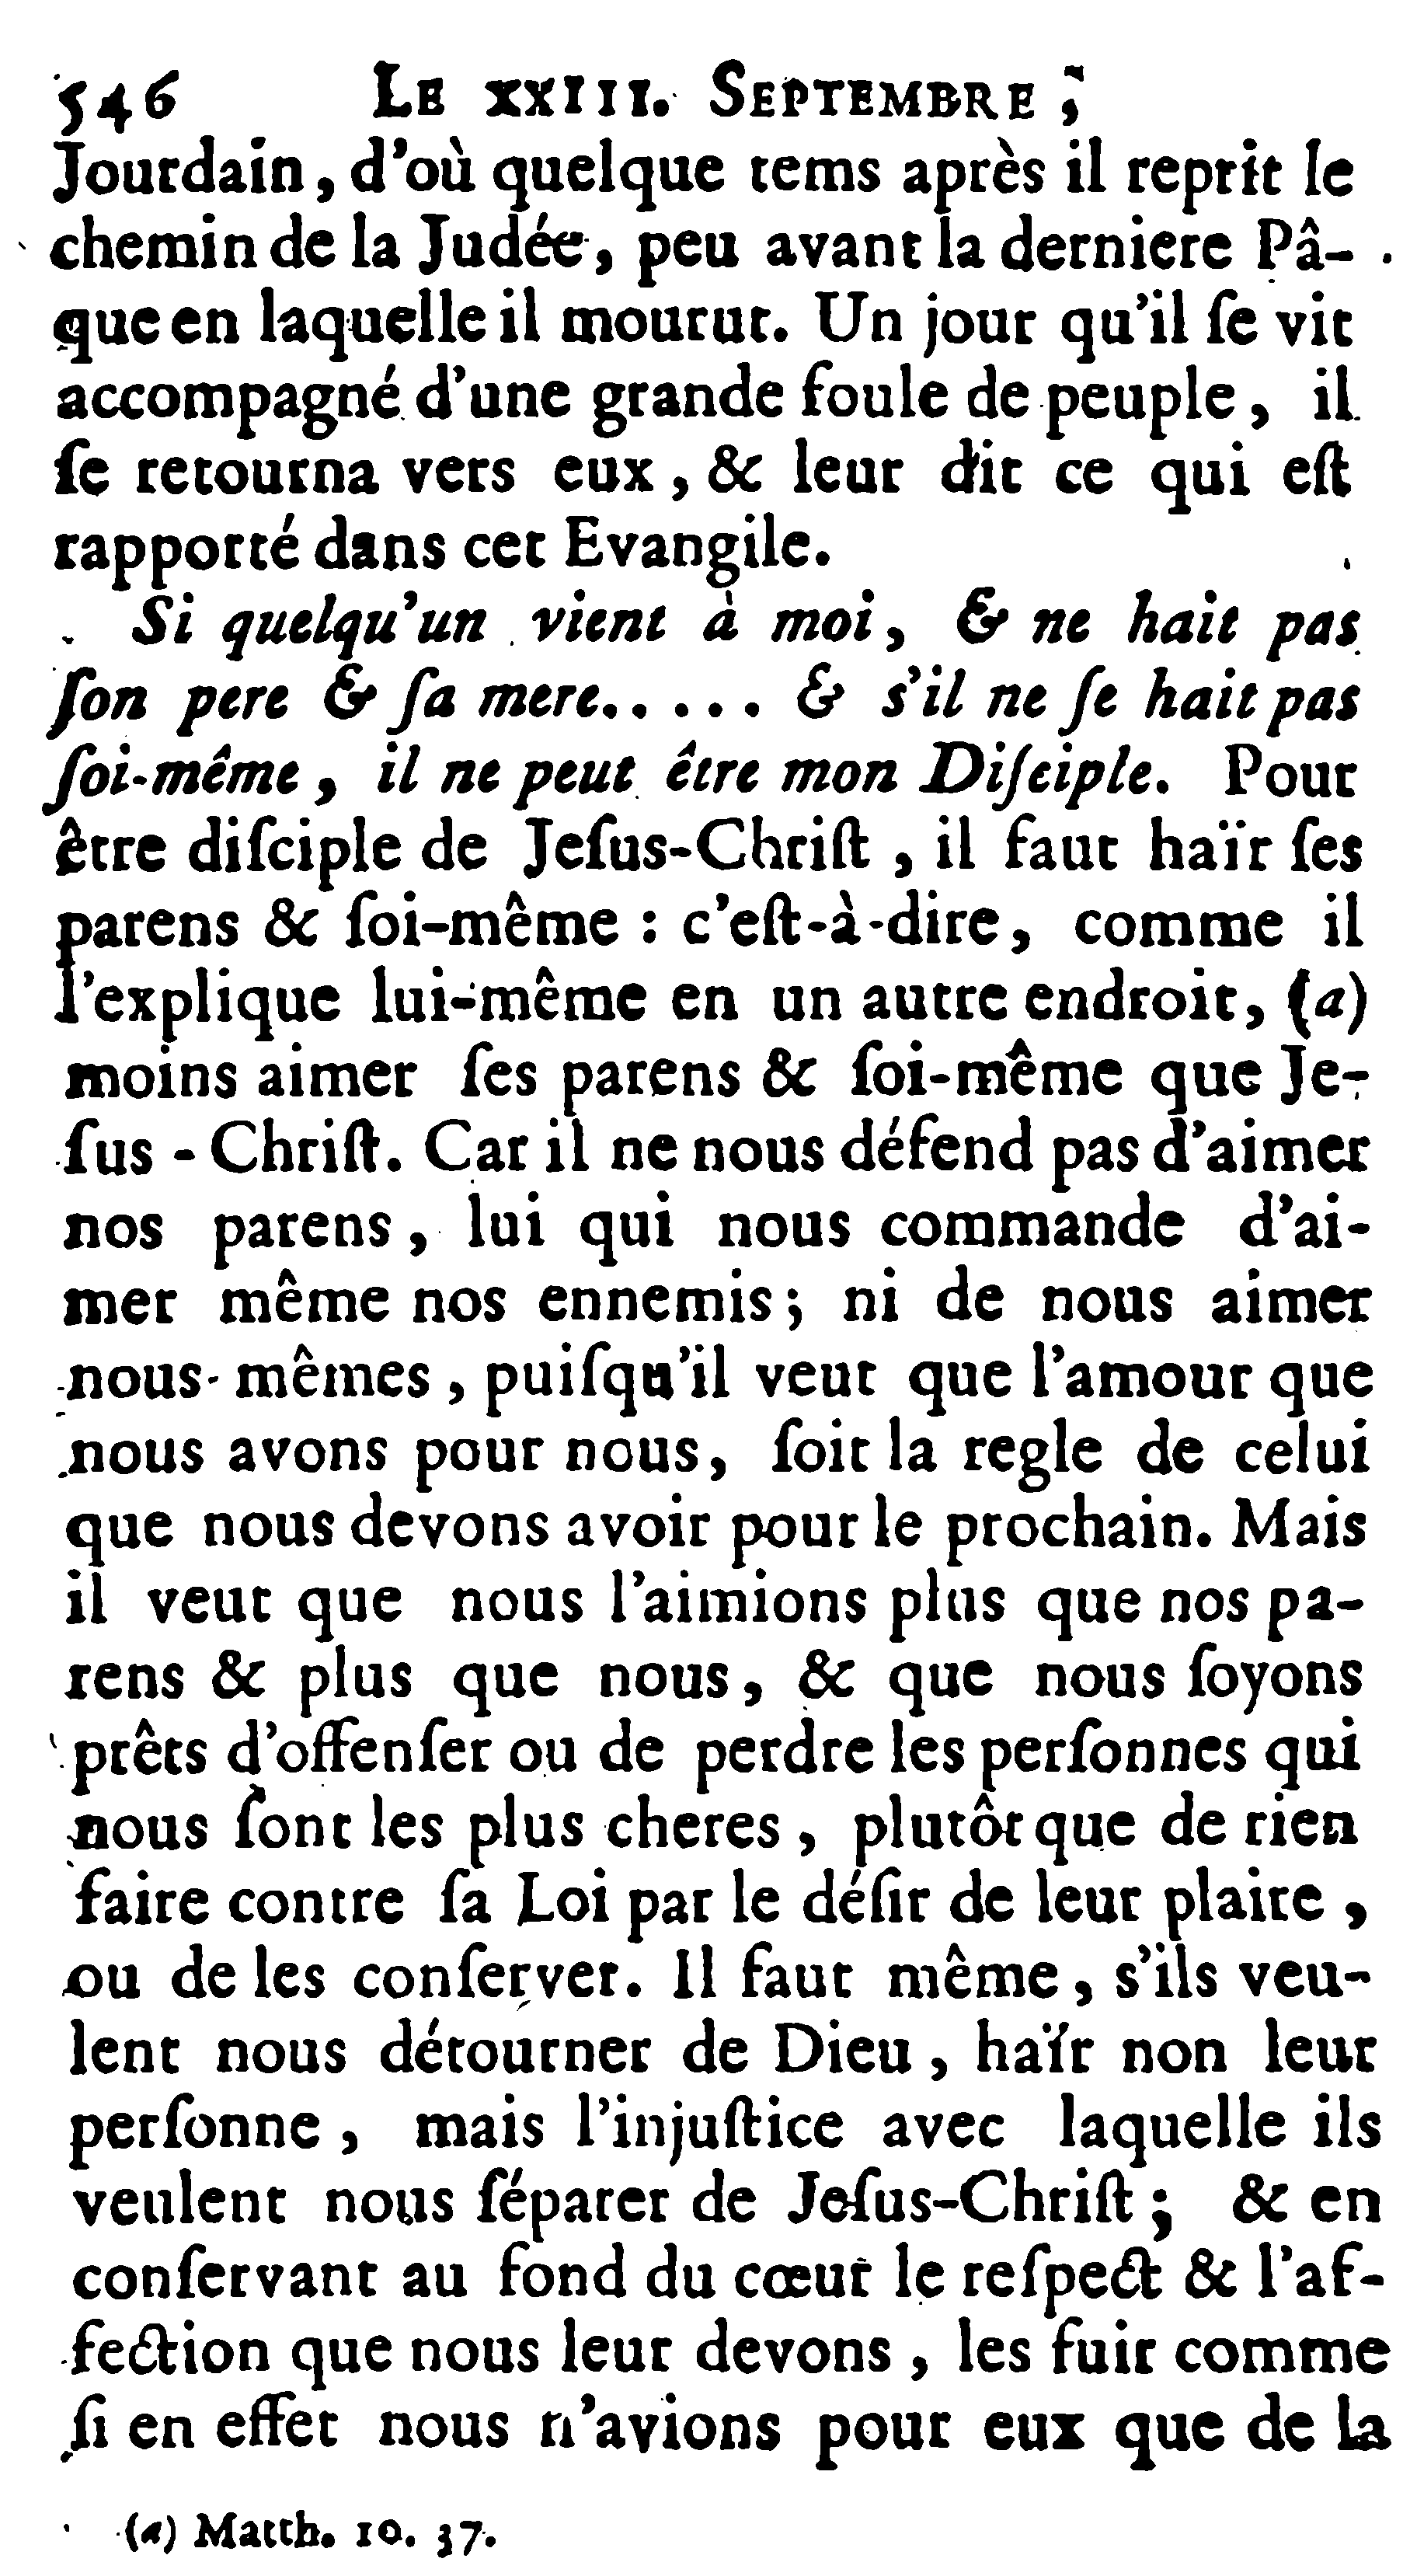 546 LE XXIII. SEPTEMBRE,
Jourdain, d'où quelque tems après il reprit le
chemin de la Judée, peu avant la derniere Pâ-
que en laquelle il mourut. Un jour qu'il ſe vit
accompagné d'une grande foule de peuple, il
ſe retourna vers eux, & leur dit ce qui eſt
rapporté dans cet Evangile.
Si quelqu'un vient à moi, & ne hait pas
ſon pere & ſa mere...... & s'il ne ſe hait pas
ſoi-même, il ne peut être mon Diſciple. Pour
être diſciple de Jeſus-Chriſt, il faut haïr ſes
parens & ſoi-même : c'eſt-à-dire, comme il
l'explique lui-même en un autre endroit, (a)
moins aimer ſes parens & ſoi-même que Je-
ſus-Chriſt. Car il ne nous défend pas d'aimer
nos parens, lui qui nous commande d'ai-
mer même nos ennemis; ni de nous aimer
nous-mêmes, puiſqu'il veut que l'amour que
nous avons pour nous, ſoit la regle de celui
que nous devons avoir pour le prochain. Mais
il veut que nous l'aimions plus que nos pa-
rens & plus que nous, & que nous ſoyons
prêts d'offenſer ou de perdre les perſonnes qui
nous ſont les plus cheres, plutôt que de rien
faire contre ſa Loi par le déſir de leur plaire,
ou de les conſerver. Il faut même, s'ils veu-
lent nous détourner de Dieu, haïr non leur
perſonne, mais l'injuſtice avec laquelle ils
veulent nous ſéparer de Jeſus-Chriſt; & en
conſervant au fond du cœur le reſpect & l'af-
fection que nous leur devons, les fuir comme
ſi en effet nous n'avions pour eux que de la
(a) Matth. 10. 37.